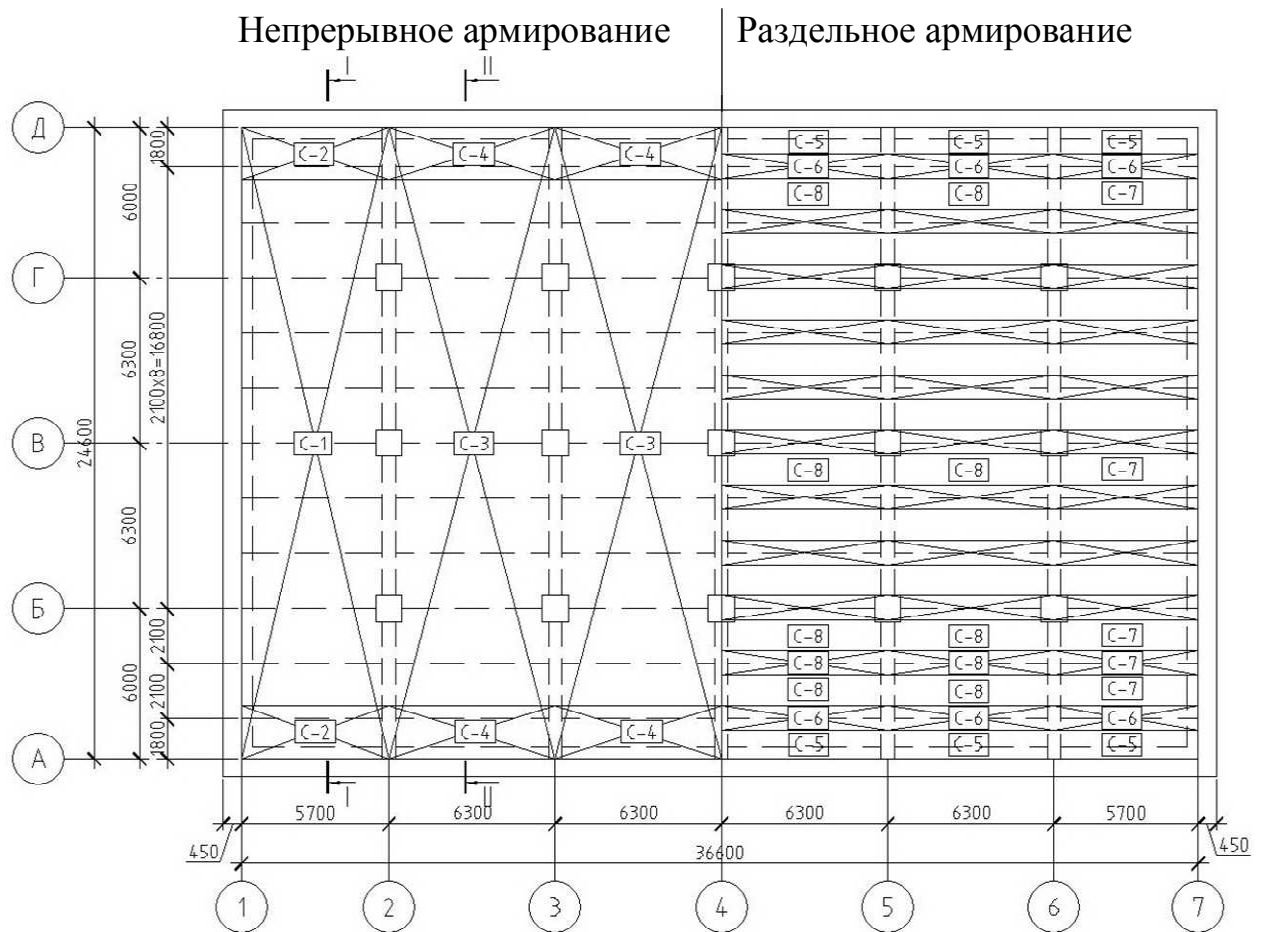 Непрерывное армирование
Раздельное армирование
I
II
Д
1800
С-2
С-4
С-4
С-5
С-5
С-5
С-6
С-6
С-6
С-8
С-8
С-7
6000
Г
6300
2100x8=16800
24600
В
С-1
С-3
С-3
С-8
С-8
С-7
6300
Б
2100
С-8
С-8
С-7
6000
2100
С-8
С-8
С-7
С-8
С-8
С-7
1800
С-2
С-4
С-4
С-6
С-6
С-6
С-5
С-5
С-5
А
I
II
5700
6300
6300
6300
6300
5700
450
36600
450
1
2
3
4
5
6
7